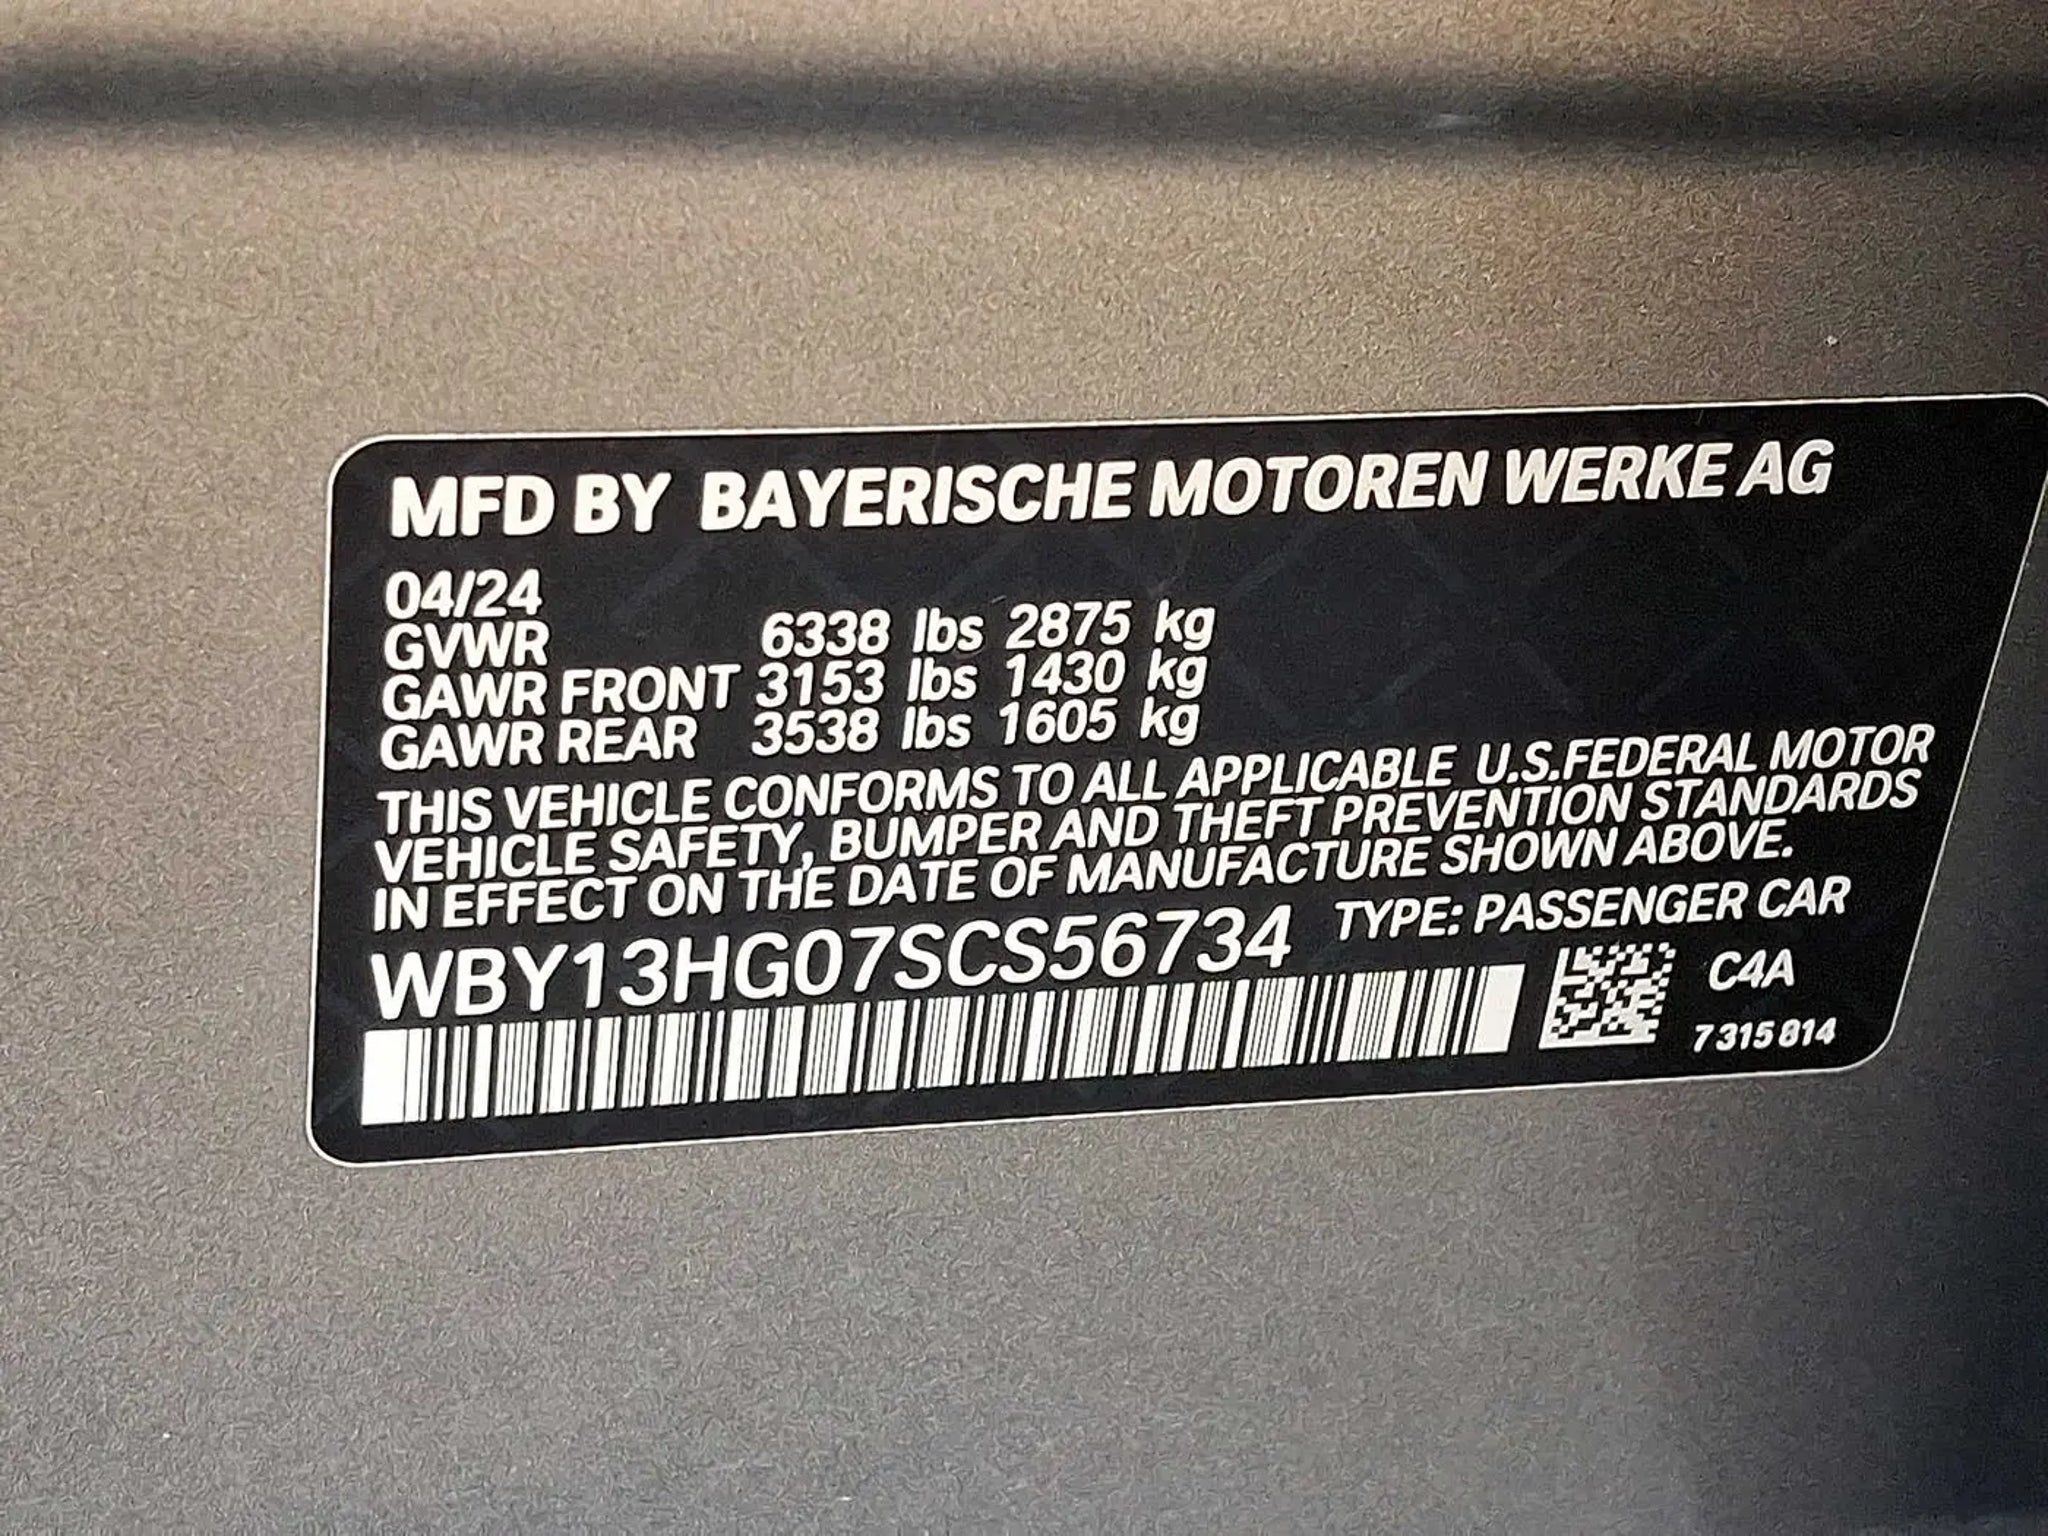 MFD BY BAYERISCHE MOTOREN WERKE AG
04/24
GVWR 6338 lbs 2875 kg
GAWR FRONT 3153 lbs 1430 kg
GAWR REAR 3538 lbs 1605 kg
THIS VEHICLE CONFORMS TO ALL APPLICABLE U.S.FEDERAL MOTOR
VEHICLE SAFETY, BUMPER AND THEFT PREVENTION STANDARDS
IN EFFECT ON THE DATE OF MANUFACTURE SHOWN ABOVE.
WBY13HG07SCS56734 TYPE: PASSENGER CAR
C4A
7 315 814